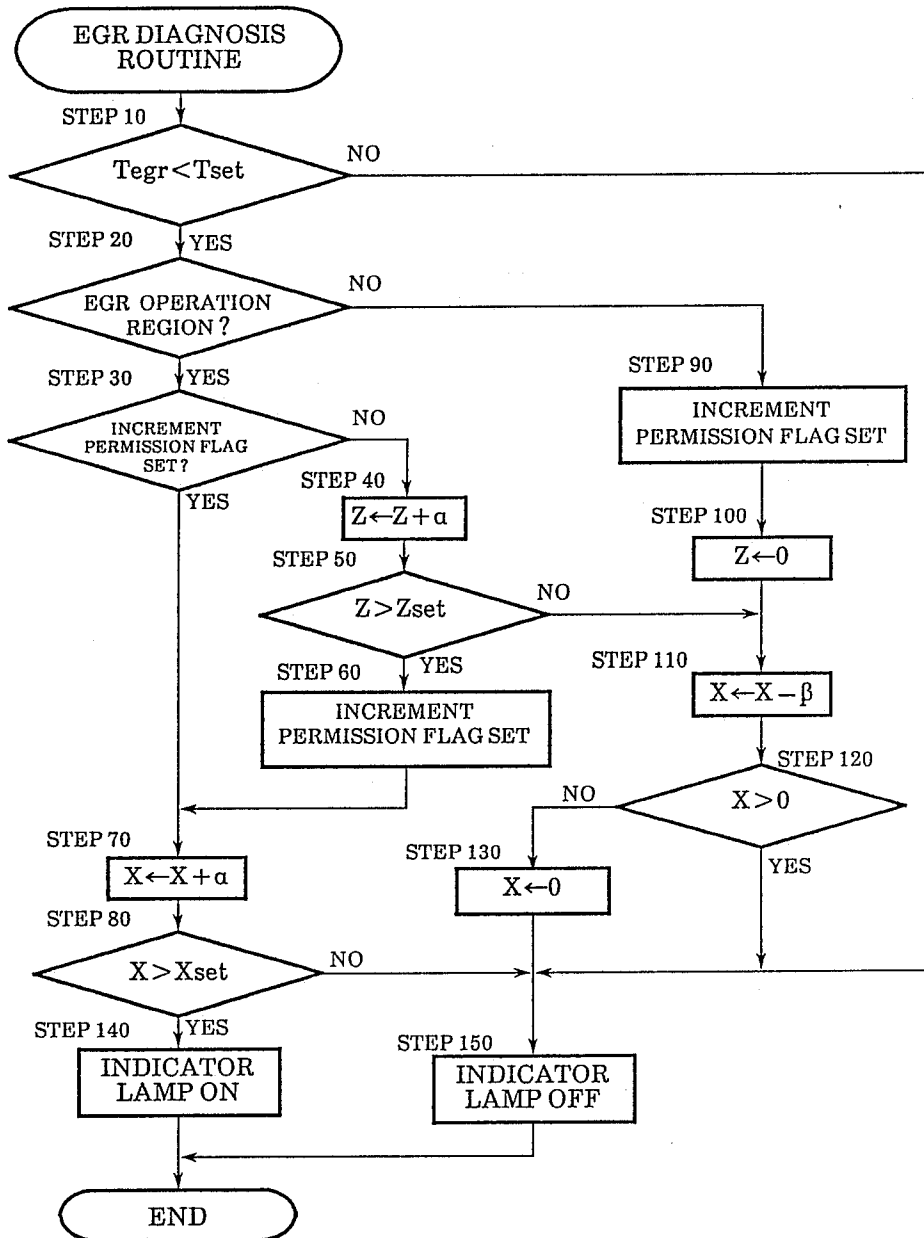 EGR DIAGNOSIS
ROUTINE
STEP 10
Tegr<Tset
NO
YES
STEP 20
EGR OPERATION
REGION?
NO
YES
STEP 30
INCREMENT
PERMISSION FLAG
SET?
NO
YES
STEP 40
Z←Z+α
STEP 50
Z>Zset
NO
YES
STEP 60
INCREMENT
PERMISSION FLAG SET
STEP 90
INCREMENT
PERMISSION FLAG SET
STEP 100
Z←0
STEP 110
X←X−β
STEP 120
X>0
NO
YES
STEP 130
X←0
STEP 70
X←X+α
STEP 80
X>Xset
NO
YES
STEP 140
INDICATOR
LAMP ON
STEP 150
INDICATOR
LAMP OFF
END